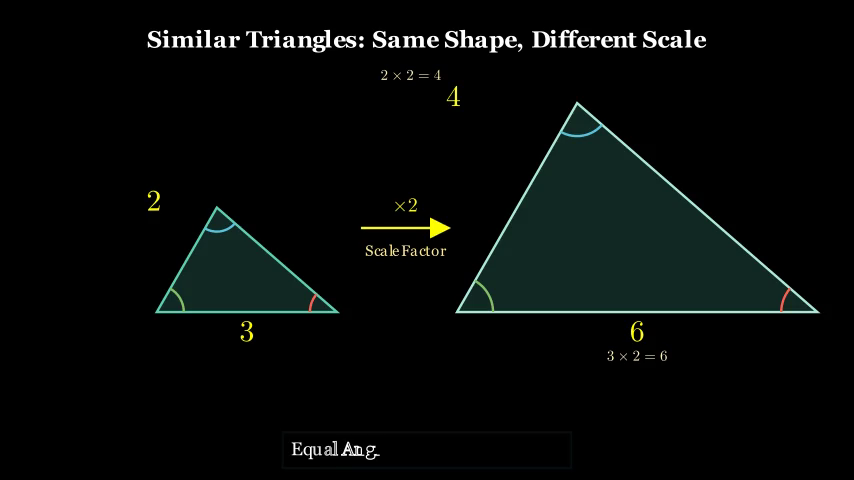 Similar Triangles: Same Shape, Different Scale
2 × 2 = 4
4
2
×2
Scale Factor
3
6
3 × 2 = 6
Equal Ang